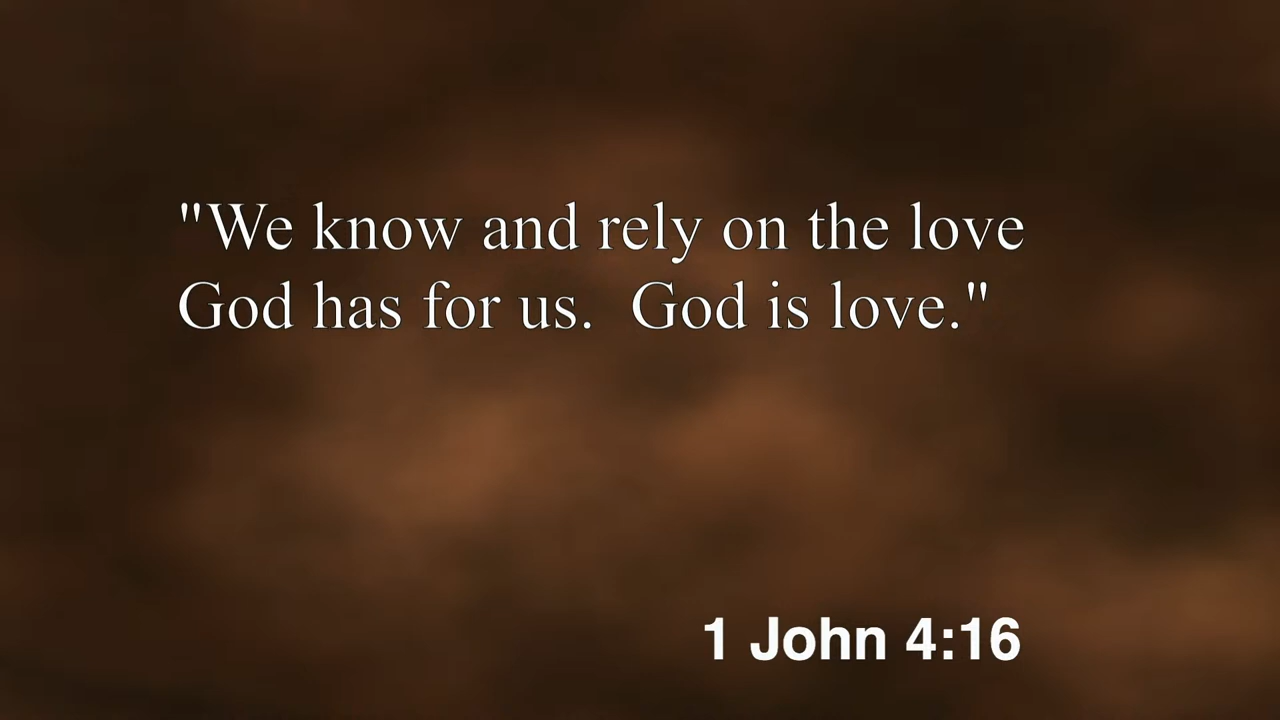 "We know and rely on the love
God has for us.  God is love."
1 John 4:16